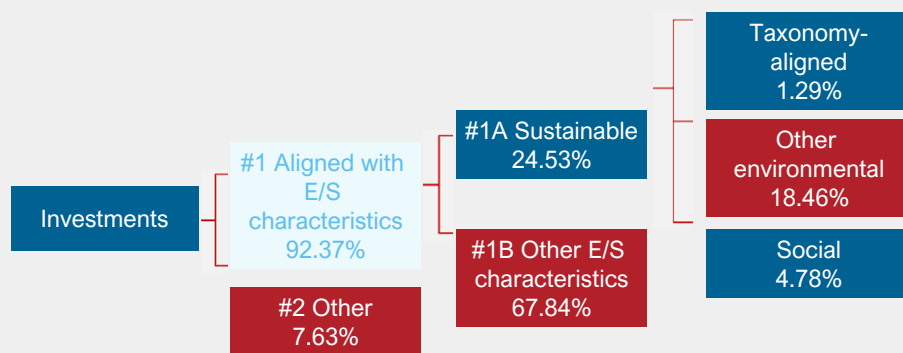 Investments
#1 Aligned with
E/S
characteristics
92.37%
#2 Other
7.63%
#1A Sustainable
24.53%
#1B Other E/S
characteristics
67.84%
Taxonomy-
aligned
1.29%
Other
environmental
18.46%
Social
4.78%